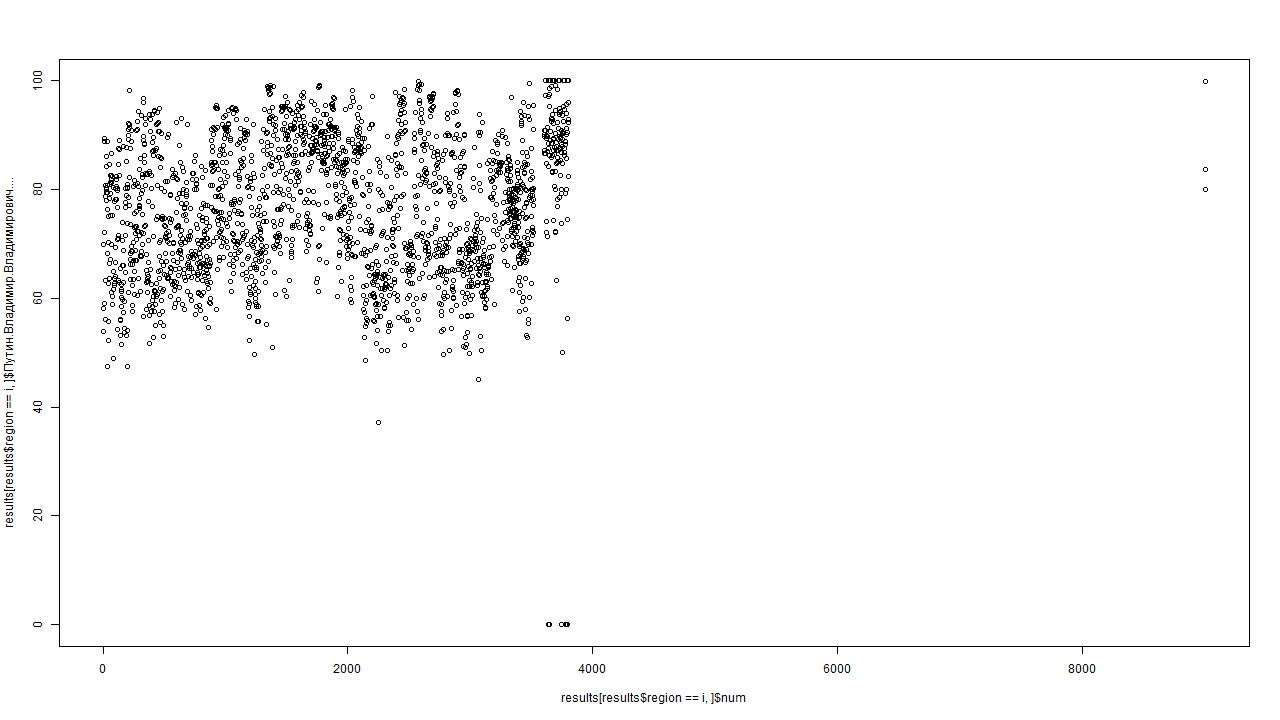 results[results$region == i, ]$Путин.Владимир.Владимирович....
100
80
60
40
20
0
0 2000 4000 6000 8000
results[results$region == i, ]$num